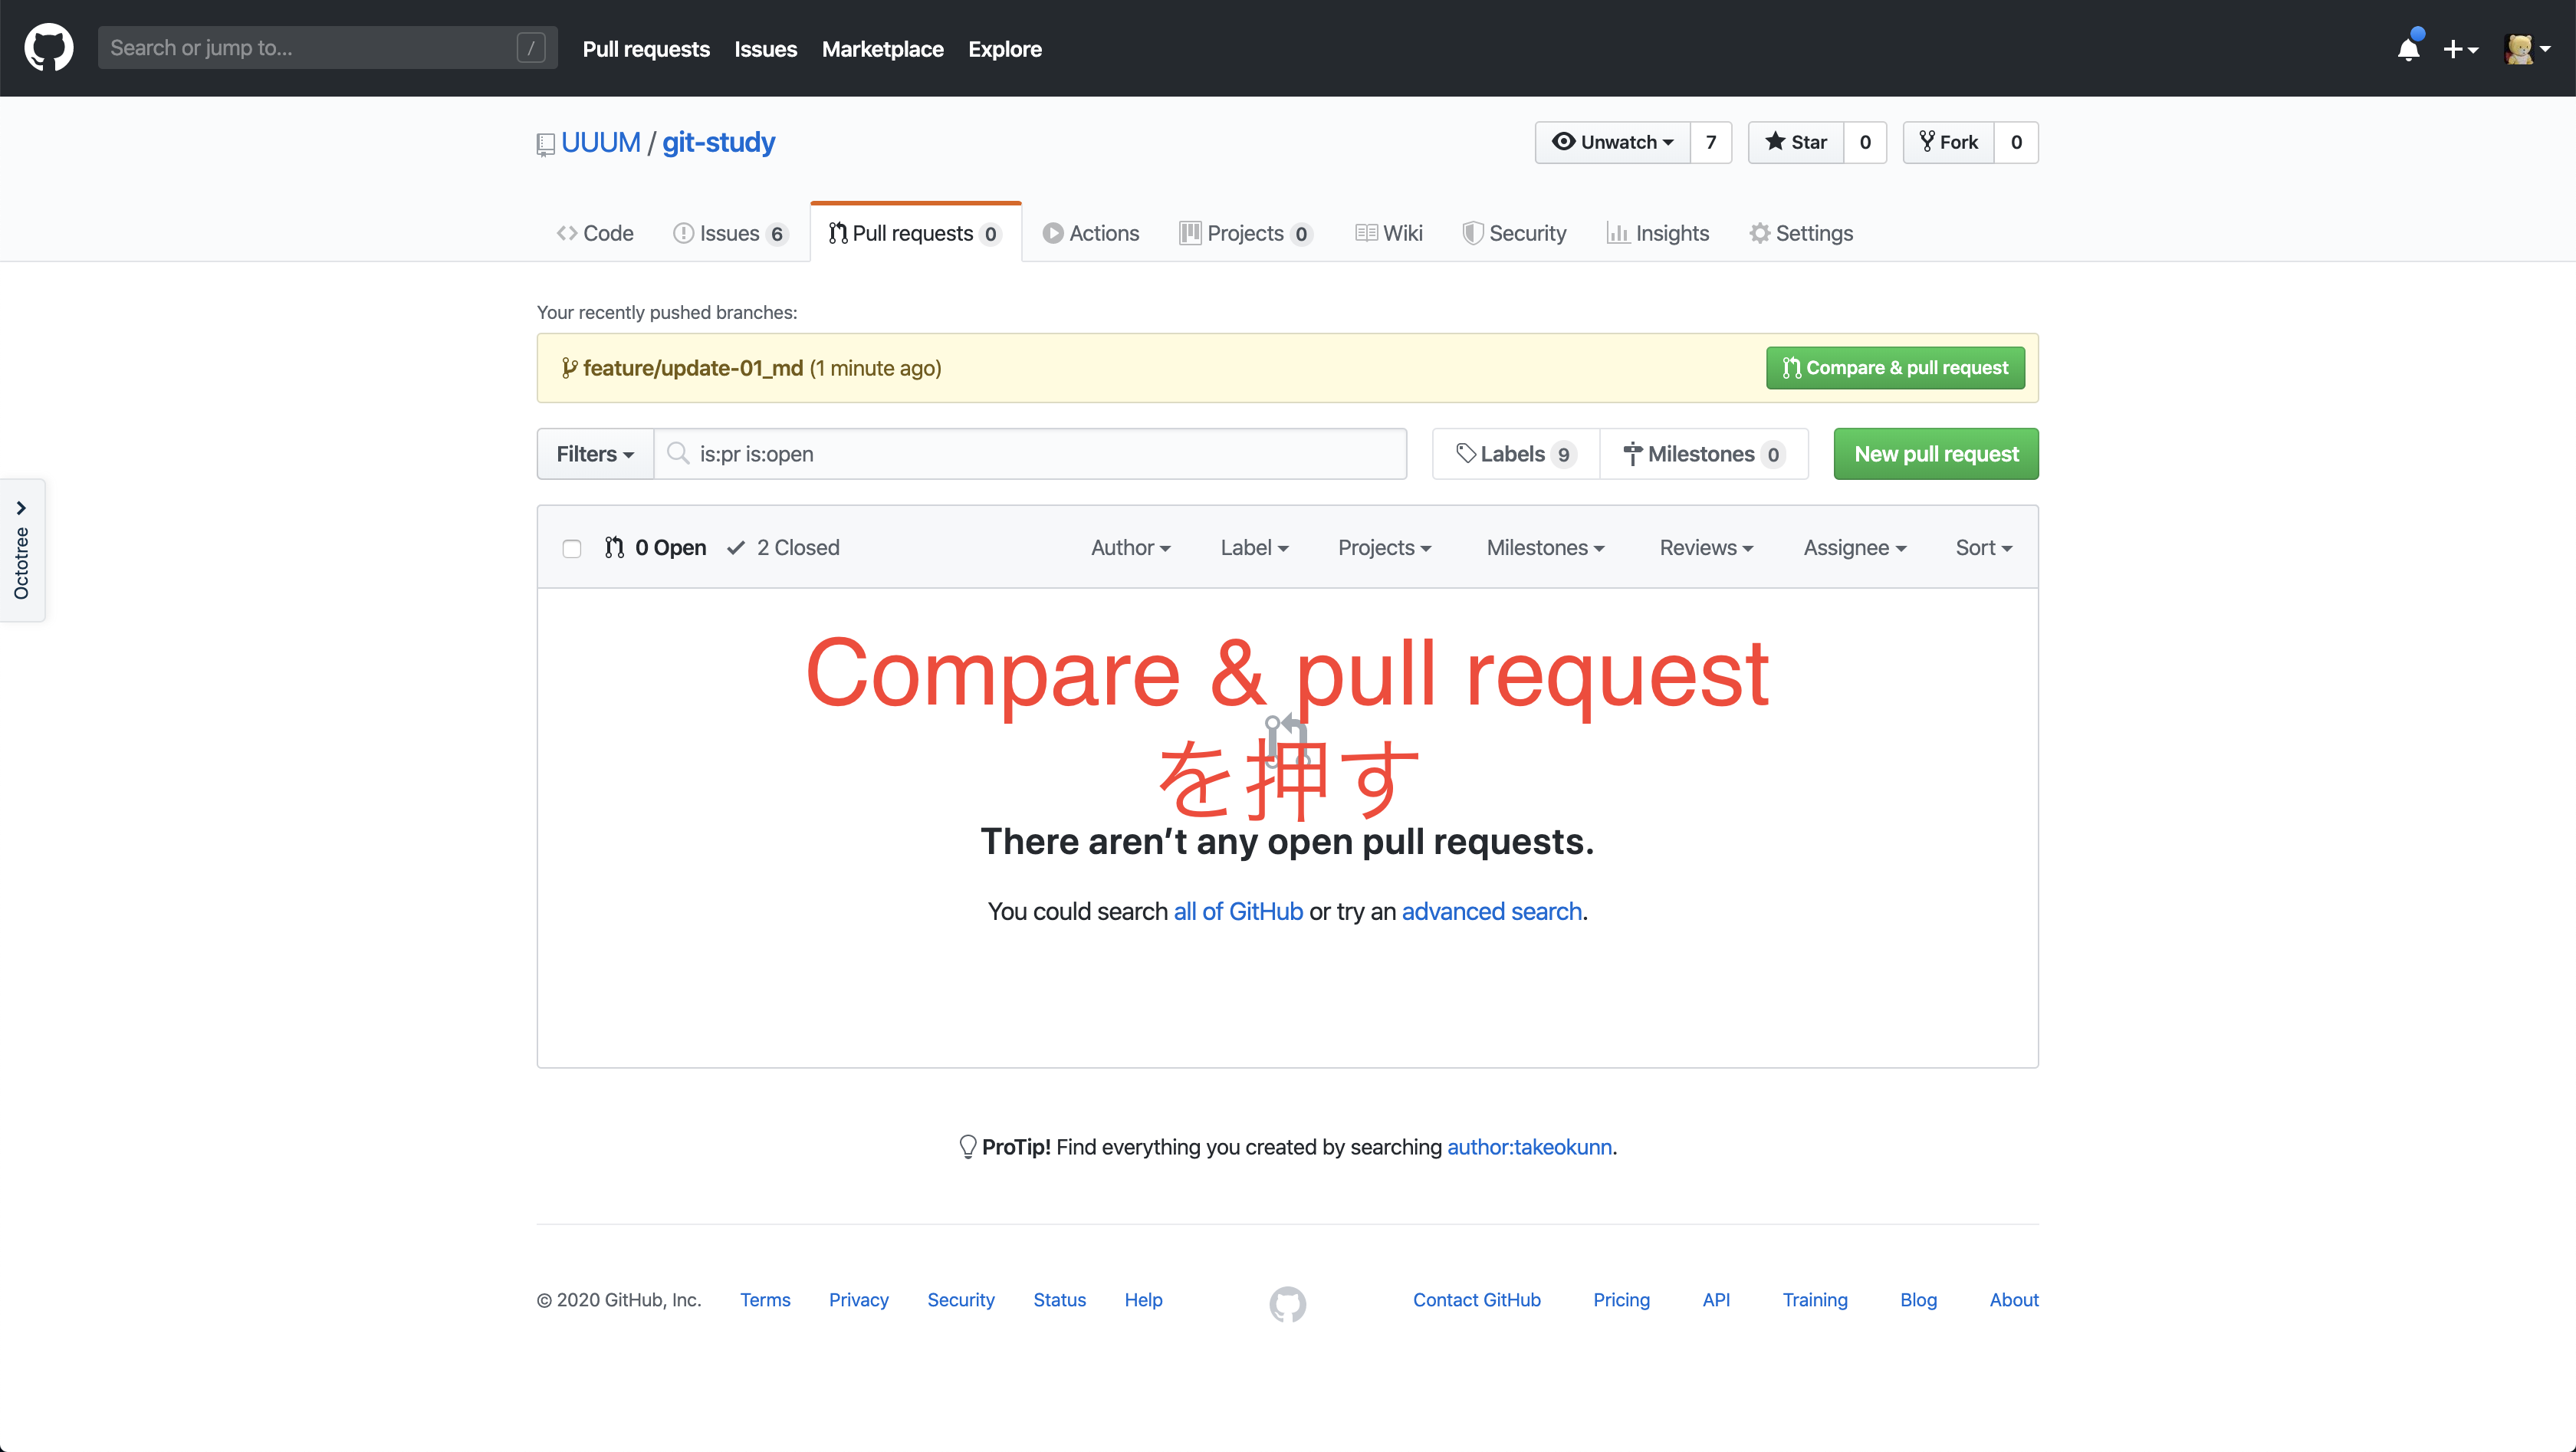 Search or jump to... /
Pull requests Issues Marketplace Explore
UUUM / git-study
Unwatch 7 Star 0 Fork 0
Code Issues 6 Pull requests 0 Actions Projects 0 Wiki Security Insights Settings
Your recently pushed branches:
feature/update-01_md (1 minute ago) Compare & pull request
Filters is:pr is:open Labels 9 Milestones 0 New pull request
Octotree
0 Open 2 Closed Author Label Projects Milestones Reviews Assignee Sort
Compare & pull request
を押す
There aren’t any open pull requests.
You could search all of GitHub or try an advanced search.
ProTip! Find everything you created by searching author:takeokunn.
© 2020 GitHub, Inc. Terms Privacy Security Status Help Contact GitHub Pricing API Training Blog About